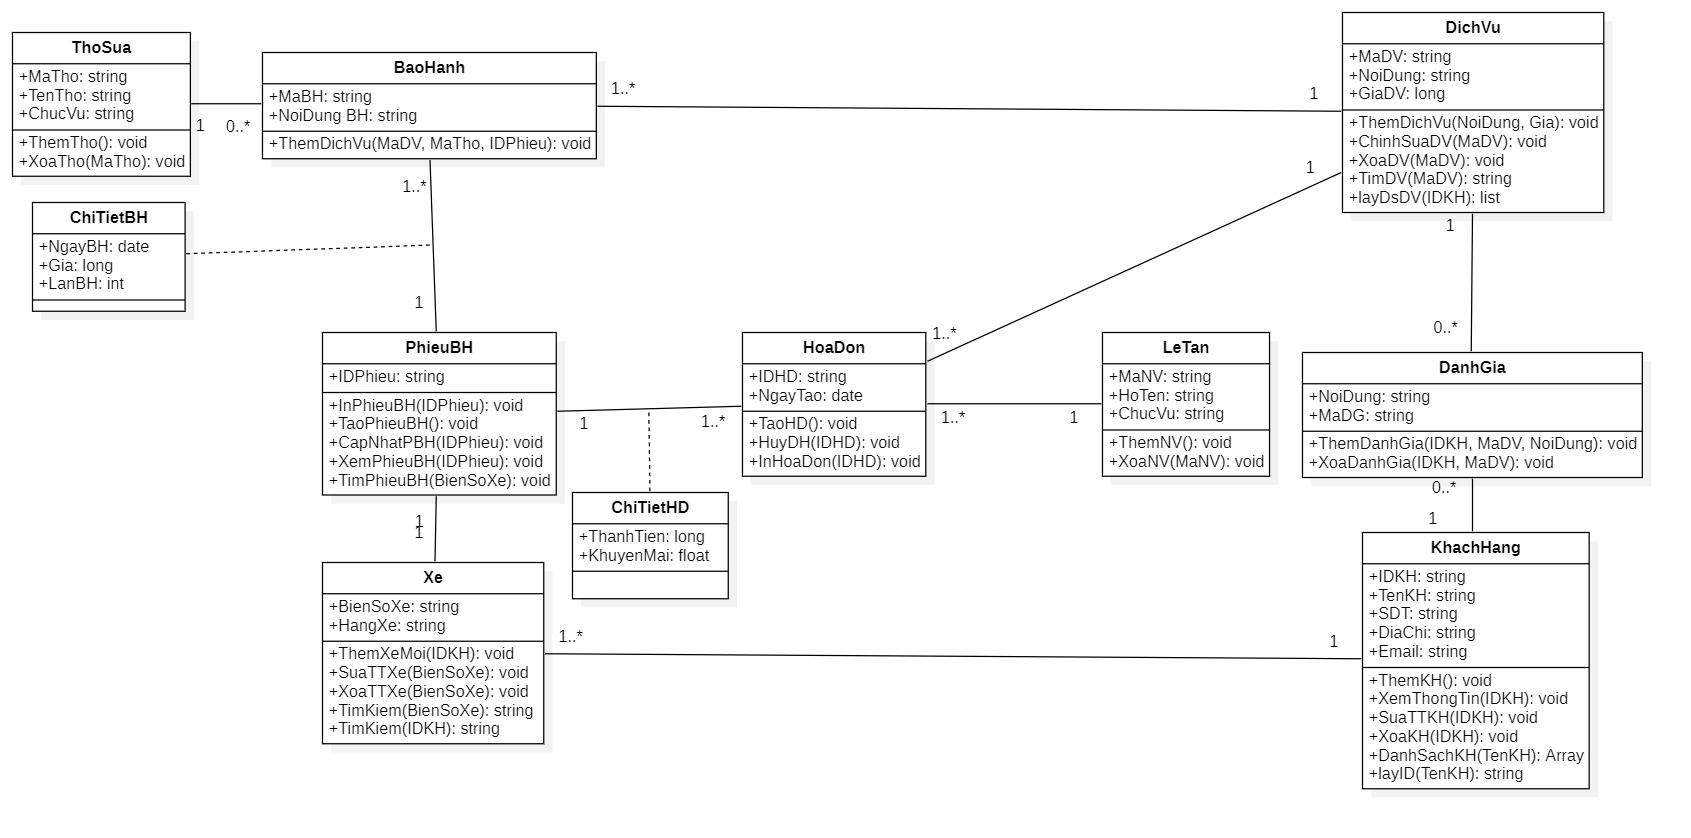 ThoSua
+MaTho: string
+TenTho: string
+ChucVu: string
+ThemTho(): void
+XoaTho(MaTho): void
1
0..*
BaoHanh
+MaBH: string
+NoiDung BH: string
+ThemDichVu(MaDV, MaTho, IDPhieu): void
1..*
1
DichVu
+MaDV: string
+NoiDung: string
+GiaDV: long
+ThemDichVu(NoiDung, Gia): void
+ChinhSuaDV(MaDV): void
+XoaDV(MaDV): void
+TimDV(MaDV): string
+layDsDV(IDKH): list
1
1..*
ChiTietBH
+NgayBH: date
+Gia: long
+LanBH: int
1
1
0..*
PhieuBH
+IDPhieu: string
+InPhieuBH(IDPhieu): void
+TaoPhieuBH(): void
+CapNhatPBH(IDPhieu): void
+XemPhieuBH(IDPhieu): void
+TimPhieuBH(BienSoXe): void
1
1..*
HoaDon
+IDHD: string
+NgayTao: date
+TaoHD(): void
+HuyDH(IDHD): void
+InHoaDon(IDHD): void
1..*
1..*
1
LeTan
+MaNV: string
+HoTen: string
+ChucVu: string
+ThemNV(): void
+XoaNV(MaNV): void
DanhGia
+NoiDung: string
+MaDG: string
+ThemDanhGia(IDKH, MaDV, NoiDung): void
+XoaDanhGia(IDKH, MaDV): void
0..*
1
ChiTietHD
+ThanhTien: long
+KhuyenMai: float
1
1
Xe
+BienSoXe: string
+HangXe: string
+ThemXeMoi(IDKH): void
+SuaTTXe(BienSoXe): void
+XoaTTXe(BienSoXe): void
+TimKiem(BienSoXe): string
+TimKiem(IDKH): string
1..*
1
KhachHang
+IDKH: string
+TenKH: string
+SDT: string
+DiaChi: string
+Email: string
+ThemKH(): void
+XemThongTin(IDKH): void
+SuaTTKH(IDKH): void
+XoaKH(IDKH): void
+DanhSachKH(TenKH): Array
+layID(TenKH): string